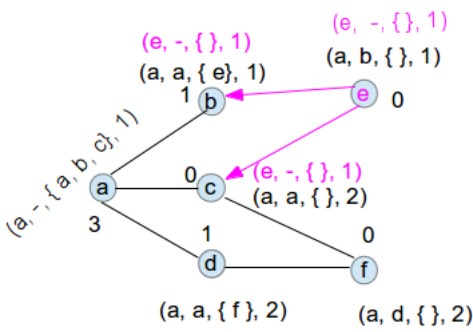 (e, -, { }, 1)
(e, -, { }, 1)
(a, a, { e}, 1)
(a, b, { }, 1)
1
b
e
0
(a, -, { a, b, c}, 1)
0
(e, -, { }, 1)
a
c
(a, a, { }, 2)
3
1
0
d
f
(a, a, { f }, 2)
(a, d, { }, 2)